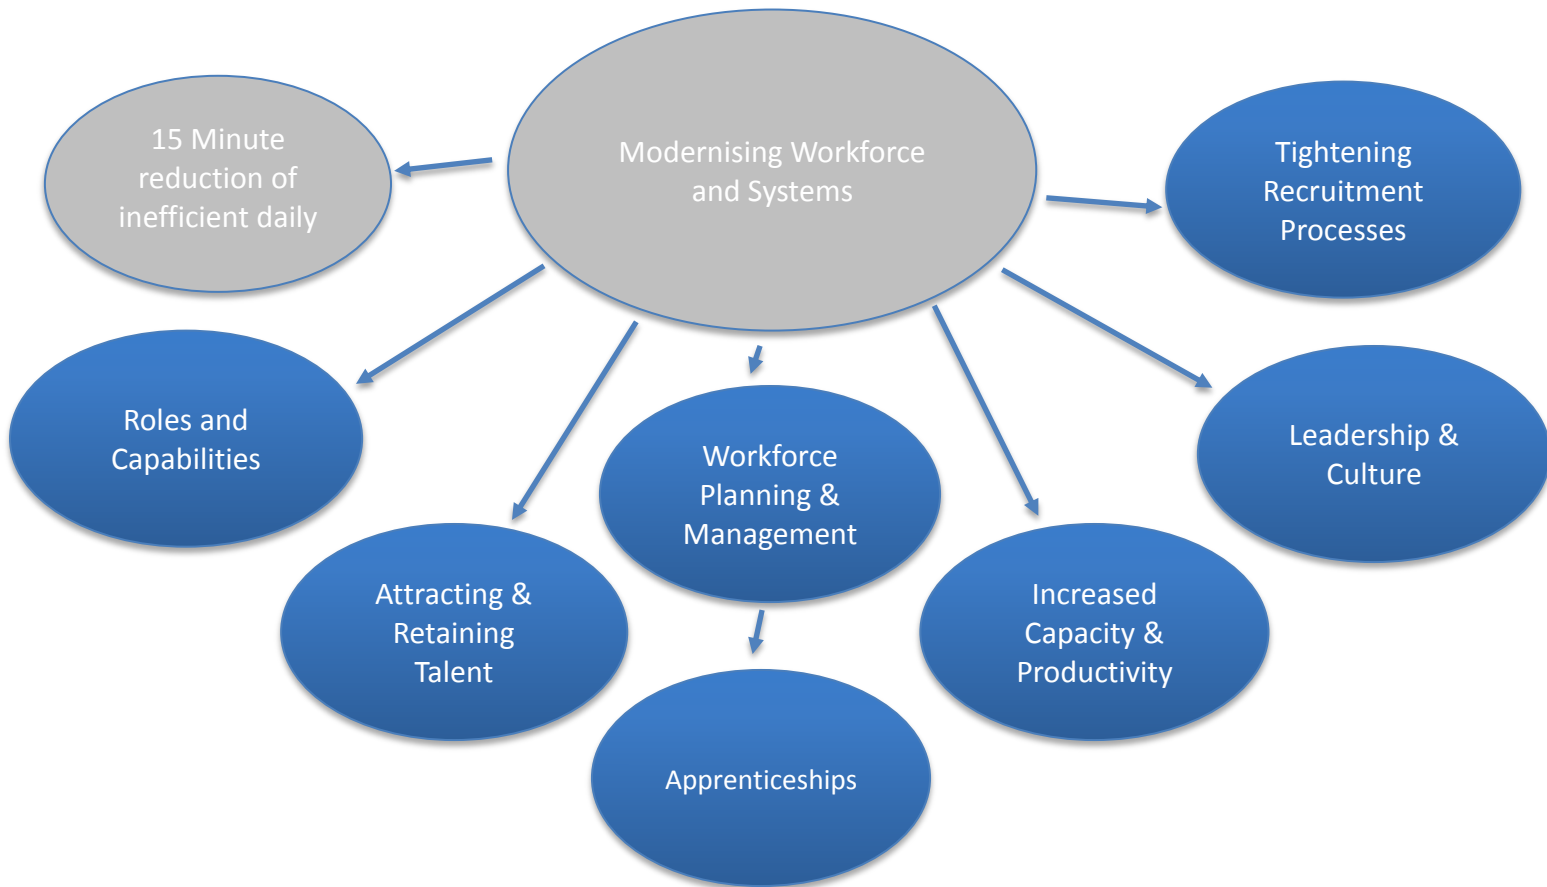 15 Minute
reduction of
inefficient daily
Modernising Workforce
and Systems
Tightening
Recruitment
Processes
Roles and
Capabilities
Workforce
Planning &
Management
Leadership &
Culture
Attracting &
Retaining
Talent
Increased
Capacity &
Productivity
Apprenticeships